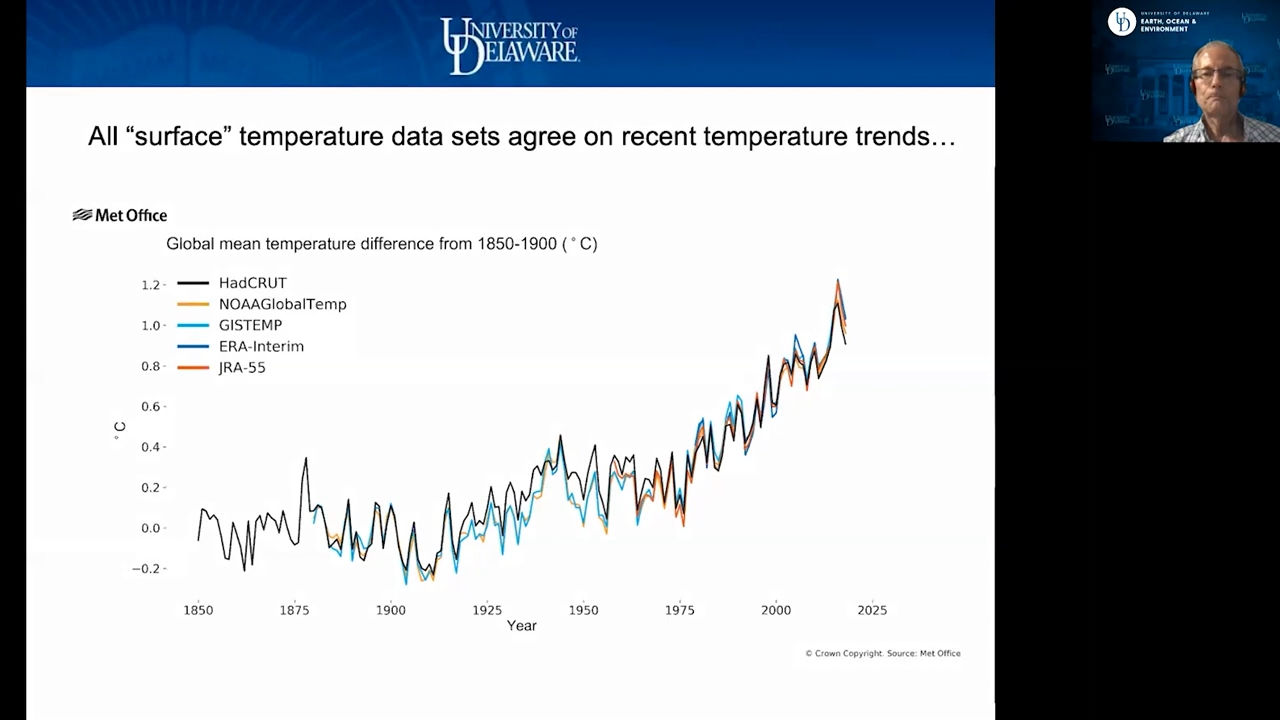 UNIVERSITY OF
DELAWARE
UNIVERSITY OF DELAWARE
UD
EARTH, OCEAN &
ENVIRONMENT
All “surface” temperature data sets agree on recent temperature trends…
Met Office
Global mean temperature difference from 1850-1900 (°C)
HadCRUT
NOAAGlobalTemp
GISTEMP
ERA-Interim
JRA-55
1.2
1.0
0.8
0.6
0.4
0.2
0.0
−0.2
°C
1850
1875
1900
1925
1950
1975
2000
2025
Year
© Crown Copyright. Source: Met Office